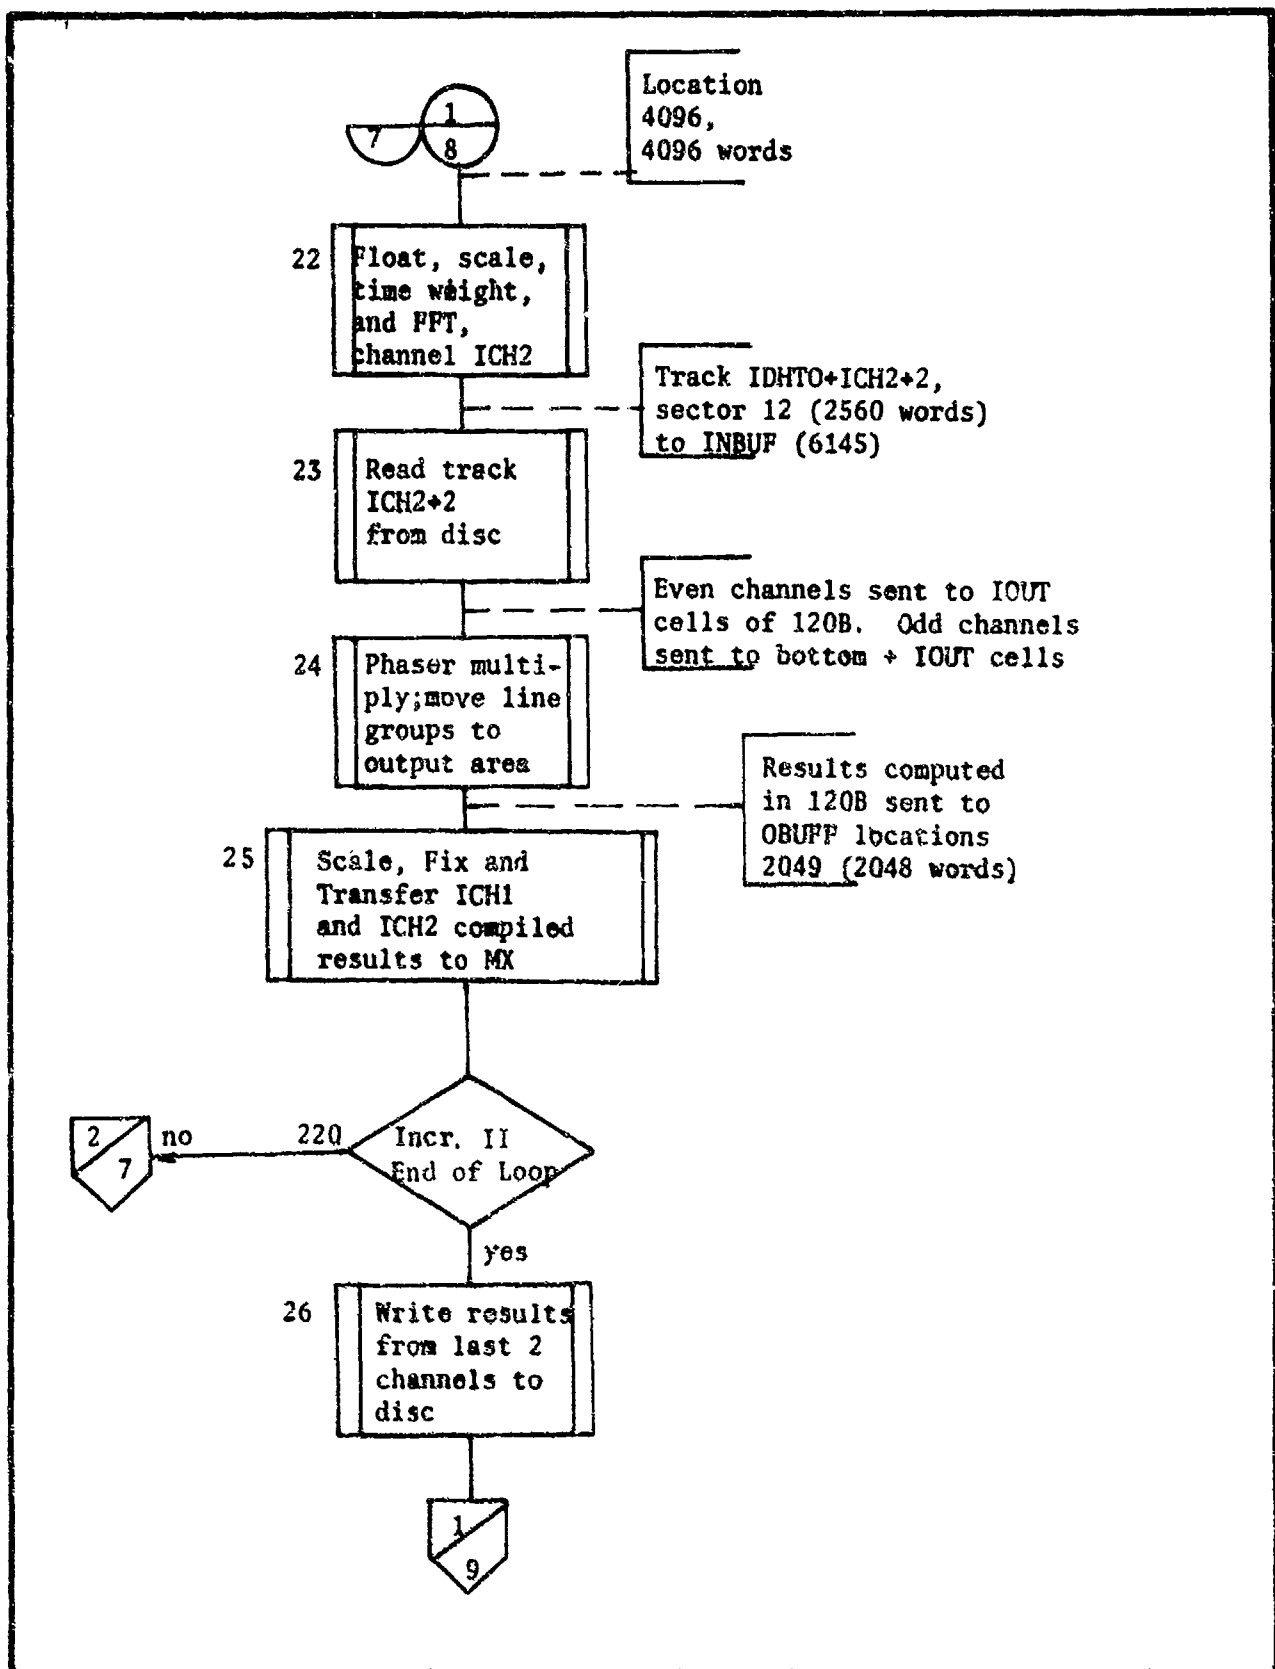 Location
4096,
4096 words
1
7
8
22
Float, scale,
time weight,
and FFT,
channel ICH2
Track IDHTO+ICH2+2,
sector 12 (2560 words)
to INBUF (6145)
23
Read track
ICH2+2
from disc
Even channels sent to IOUT
cells of 120B. Odd channels
sent to bottom + IOUT cells
24
Phaser multi-
ply;move line
groups to
output area
Results computed
in 120B sent to
OBUFF locations
2049 (2048 words)
25
Scale, Fix and
Transfer ICH1
and ICH2 compiled
results to MX
2
7
no
220
Incr. II
End of Loop
yes
26
Write results
from last 2
channels to
disc
1
9